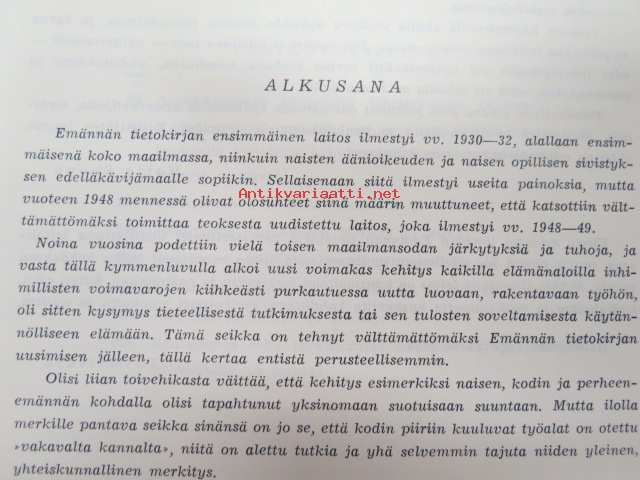 ALKUSANA
Emännän tietokirjan ensimmäinen laitos ilmestyi vv. 1930—32, alallaan ensim-
mäisenä koko maailmassa, niinkuin naisten äänioikeuden ja naisen opillisen sivistyk-
sen edelläkävijämaalle sopiikin. Sellaisenaan siitä ilmestyi useita painoksia, mutta
Antikvariaatti.net
vuoteen 1948 mennessä olivat olosuhteet siinä määrin muuttuneet, että katsottiin vält-
tämättömäksi toimittaa teoksesta uudistettu laitos, joka ilmestyi vv. 1948—49.
Noina vuosina podettiin vielä toisen maailmansodan järkytyksiä ja tuhoja, ja
vasta tällä kymmenluvulla alkoi uusi voimakas kehitys kaikilla elämänaloilla inhi-
millisten voimavarojen kiihkeästi purkautuessa uutta luovaan, rakentavaan työhön,
oli sitten kysymys tieteellisestä tutkimuksesta tai sen tulosten soveltamisesta käytän-
nölliseen elämään. Tämä seikka on tehnyt välttämättömäksi Emännän tietokirjan
uusimisen jälleen, tällä kertaa entistä perusteellisemmin.
Olisi liian toivehikasta väittää, että kehitys esimerkiksi naisen, kodin ja perheen-
emännän kohdalla olisi tapahtunut yksinomaan suotuisaan suuntaan. Mutta ilolla
merkille pantava seikka sinänsä on jo se, että kodin piiriin kuuluvat työalat on otettu
»vakavalta kannalta», niitä on alettu tutkia ja yhä selvemmin tajuta niiden yleinen,
yhteiskunnallinen merkitys.